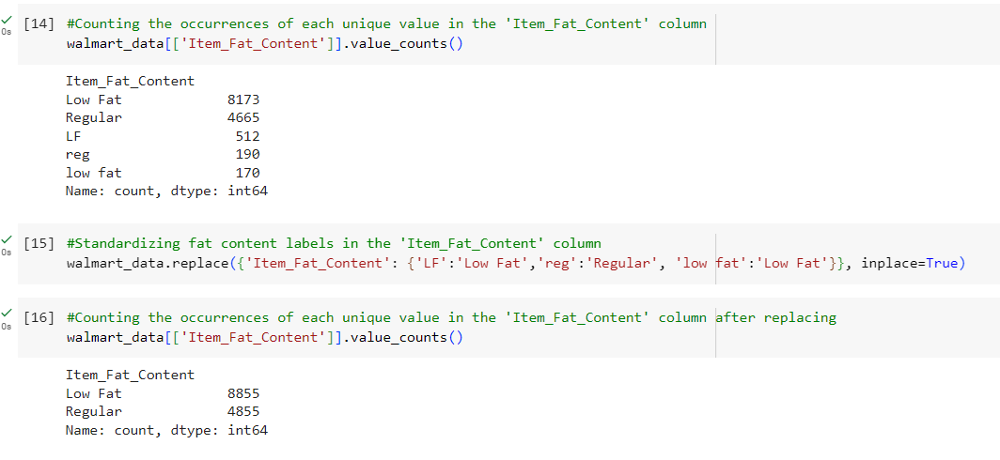 [14] #Counting the occurrences of each unique value in the 'Item_Fat_Content' column
0s
walmart_data[['Item_Fat_Content']].value_counts()
Item_Fat_Content
Low Fat 8173
Regular 4665
LF 512
reg 190
low fat 170
Name: count, dtype: int64
[15] #Standardizing fat content labels in the 'Item_Fat_Content' column
0s
walmart_data.replace({'Item_Fat_Content': {'LF':'Low Fat','reg':'Regular', 'low fat':'Low Fat'}}, inplace=True)
[16] #Counting the occurrences of each unique value in the 'Item_Fat_Content' column after replacing
0s
walmart_data[['Item_Fat_Content']].value_counts()
Item_Fat_Content
Low Fat 8855
Regular 4855
Name: count, dtype: int64